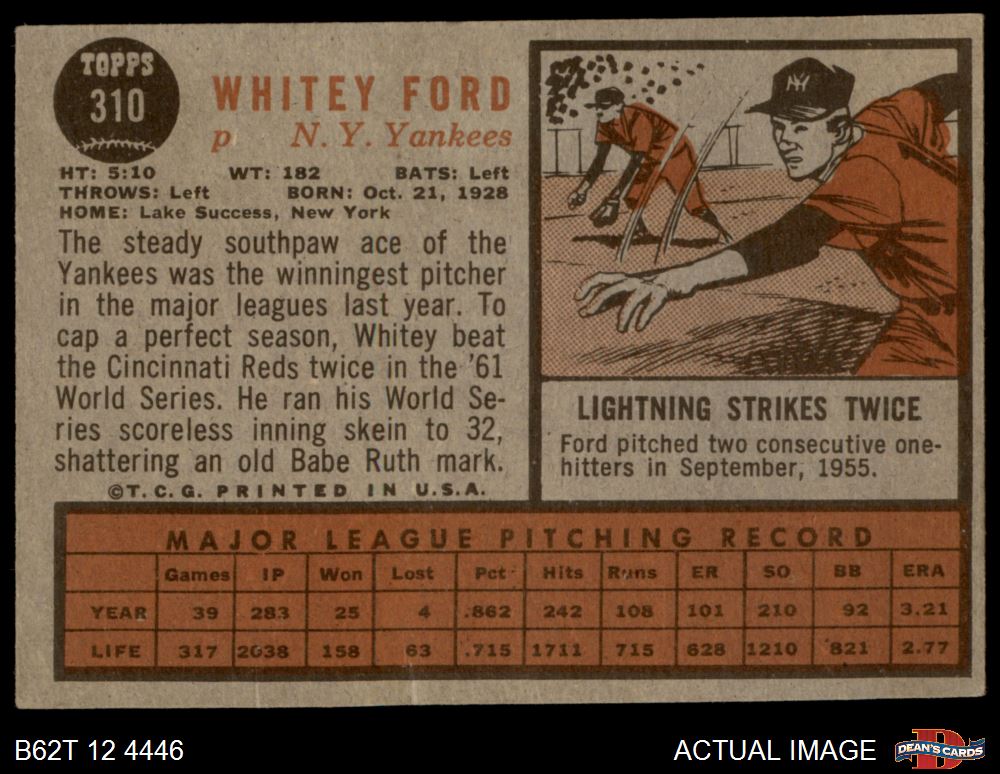 TOPPS
310
WHITEY FORD
p N. Y. Yankees
HT: 5:10 WT: 182 BATS: Left
THROWS: Left BORN: Oct. 21, 1928
HOME: Lake Success, New York
The steady southpaw ace of the
Yankees was the winningest pitcher
in the major leagues last year. To
cap a perfect season, Whitey beat
the Cincinnati Reds twice in the '61
World Series. He ran his World Se-
ries scoreless inning skein to 32,
shattering an old Babe Ruth mark.
©T. C. G. PRINTED IN U.S.A.
NY
LIGHTNING STRIKES TWICE
Ford pitched two consecutive one-
hitters in September, 1955.
MAJOR LEAGUE PITCHING RECORD
Games IP Won Lost Pct. Hits Runs ER SO BB ERA
YEAR 39 283 25 4 .862 242 108 101 210 92 3.21
LIFE 317 2038 158 63 .715 1711 715 628 1210 821 2.77
B62T 12 4446
ACTUAL IMAGE
D
DEAN'S CARDS